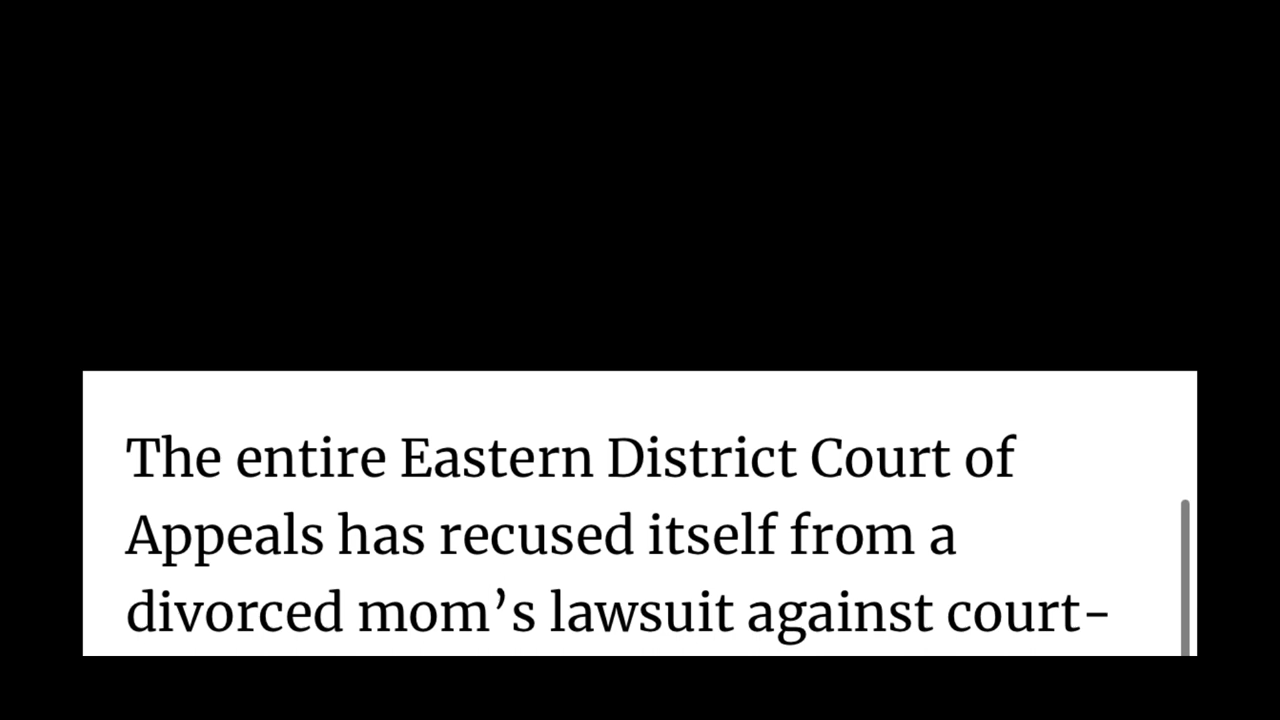 The entire Eastern District Court of
Appeals has recused itself from a
divorced mom’s lawsuit against court-